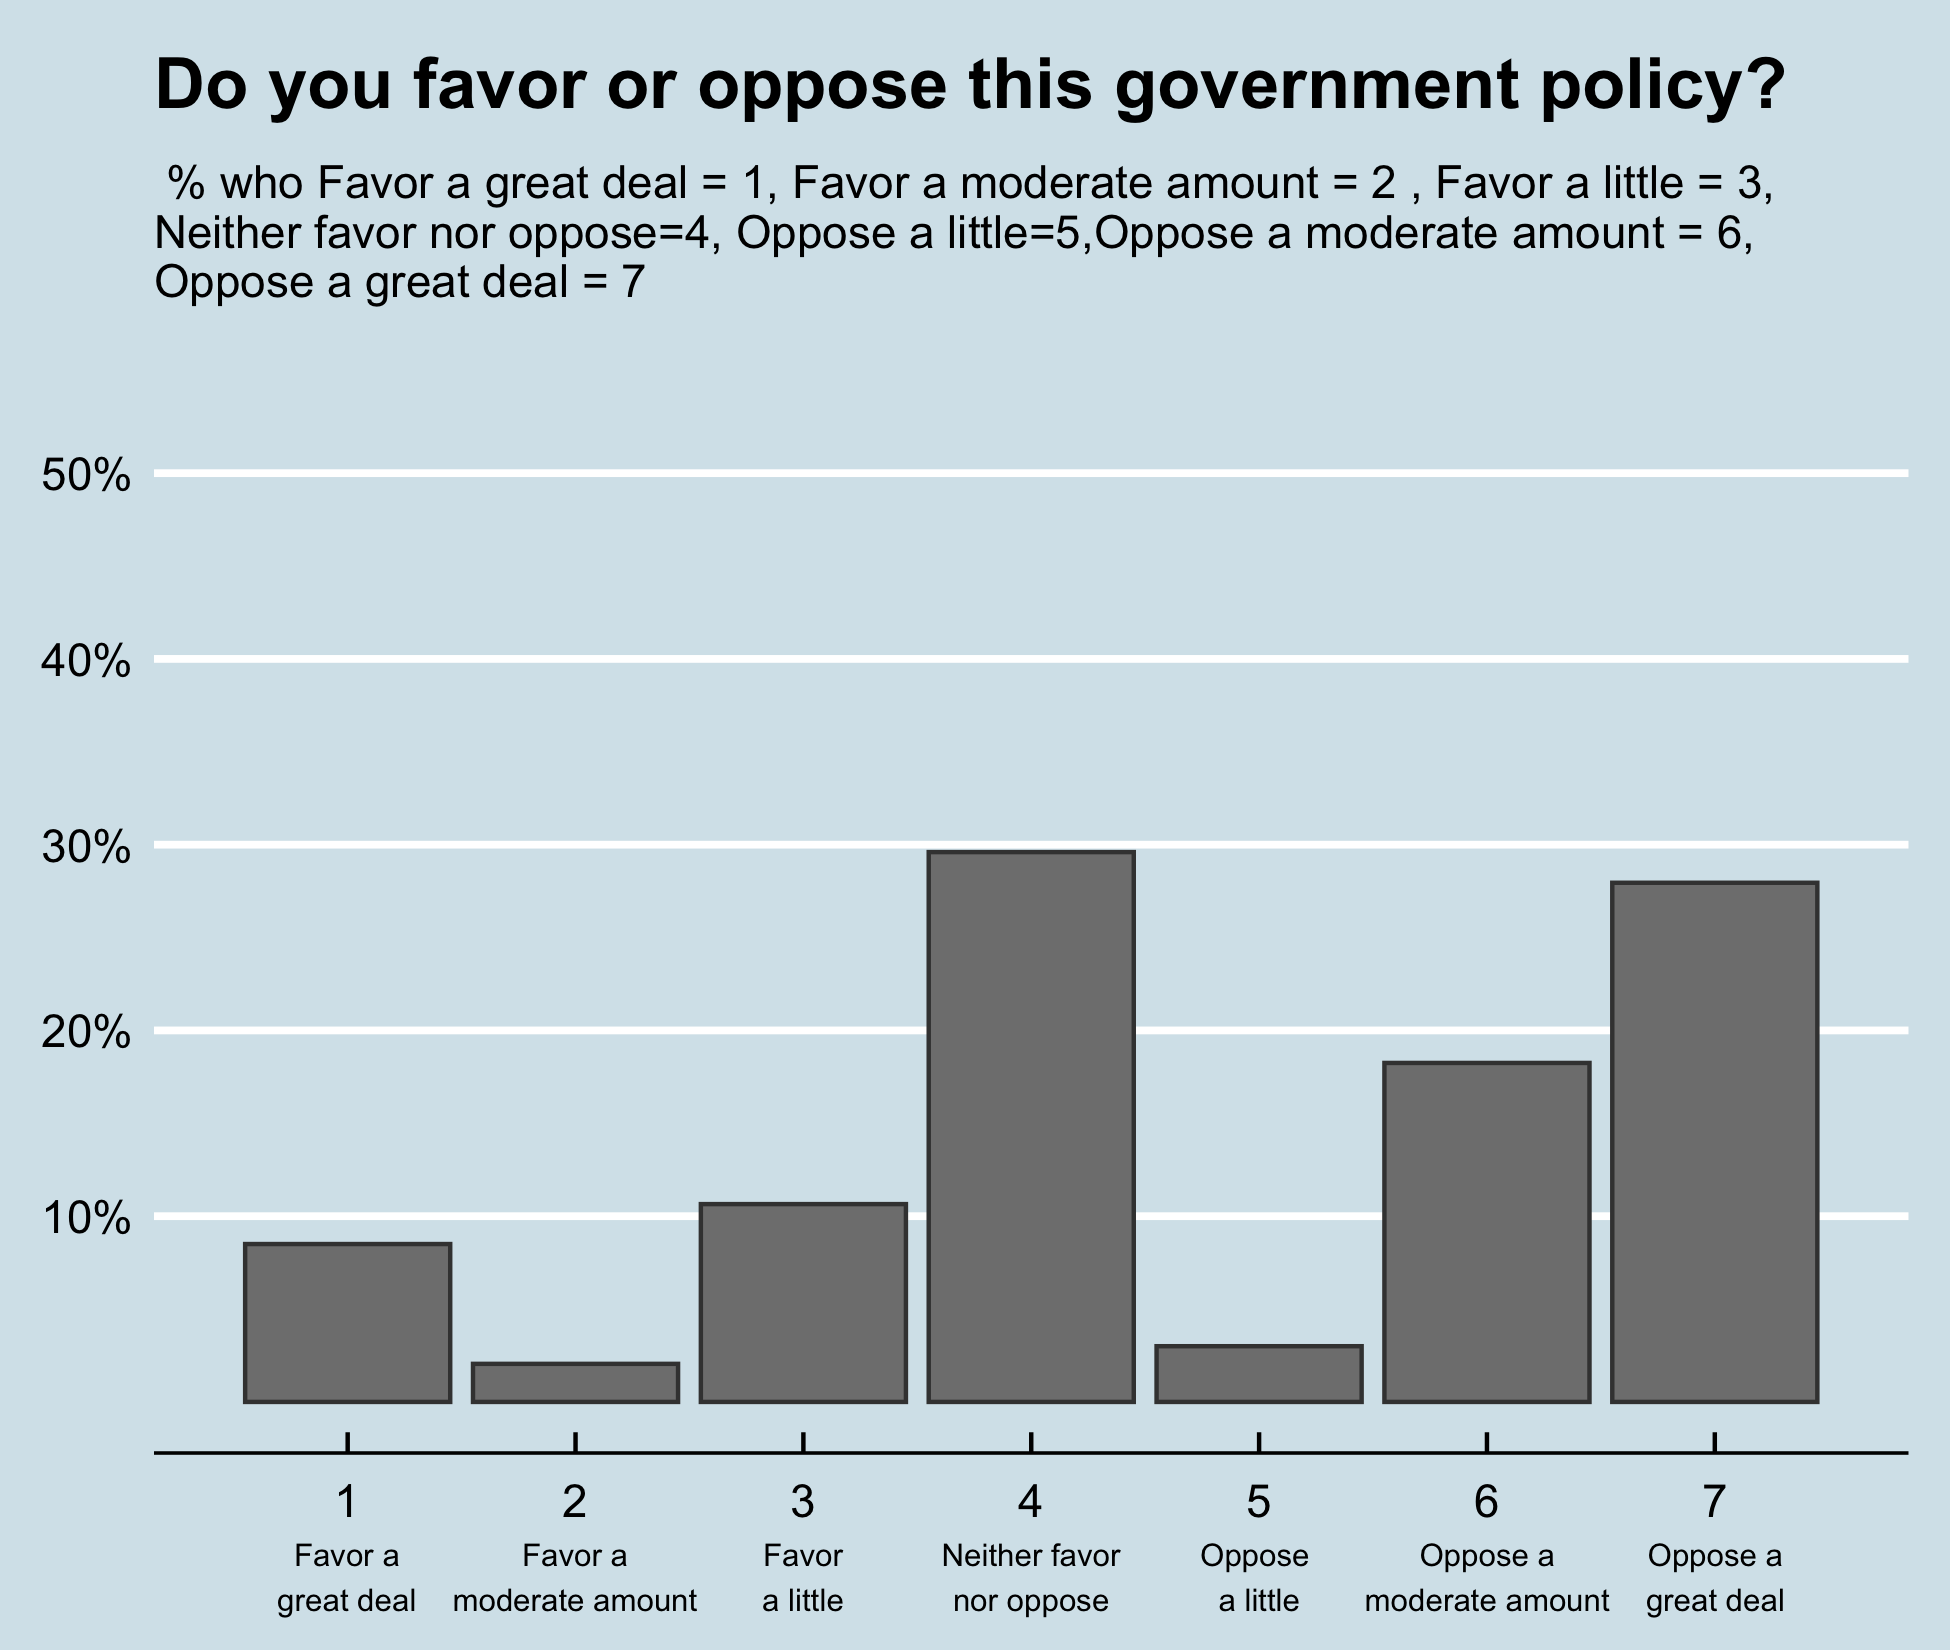 Do you favor or oppose this government policy?
% who Favor a great deal = 1, Favor a moderate amount = 2 , Favor a little = 3,
Neither favor nor oppose=4, Oppose a little=5,Oppose a moderate amount = 6,
Oppose a great deal = 7
50%
40%
30%
20%
10%
1 2 3 4 5 6 7
Favor a Favor a Favor Neither favor Oppose Oppose a Oppose a
great deal moderate amount a little nor oppose a little moderate amount great deal